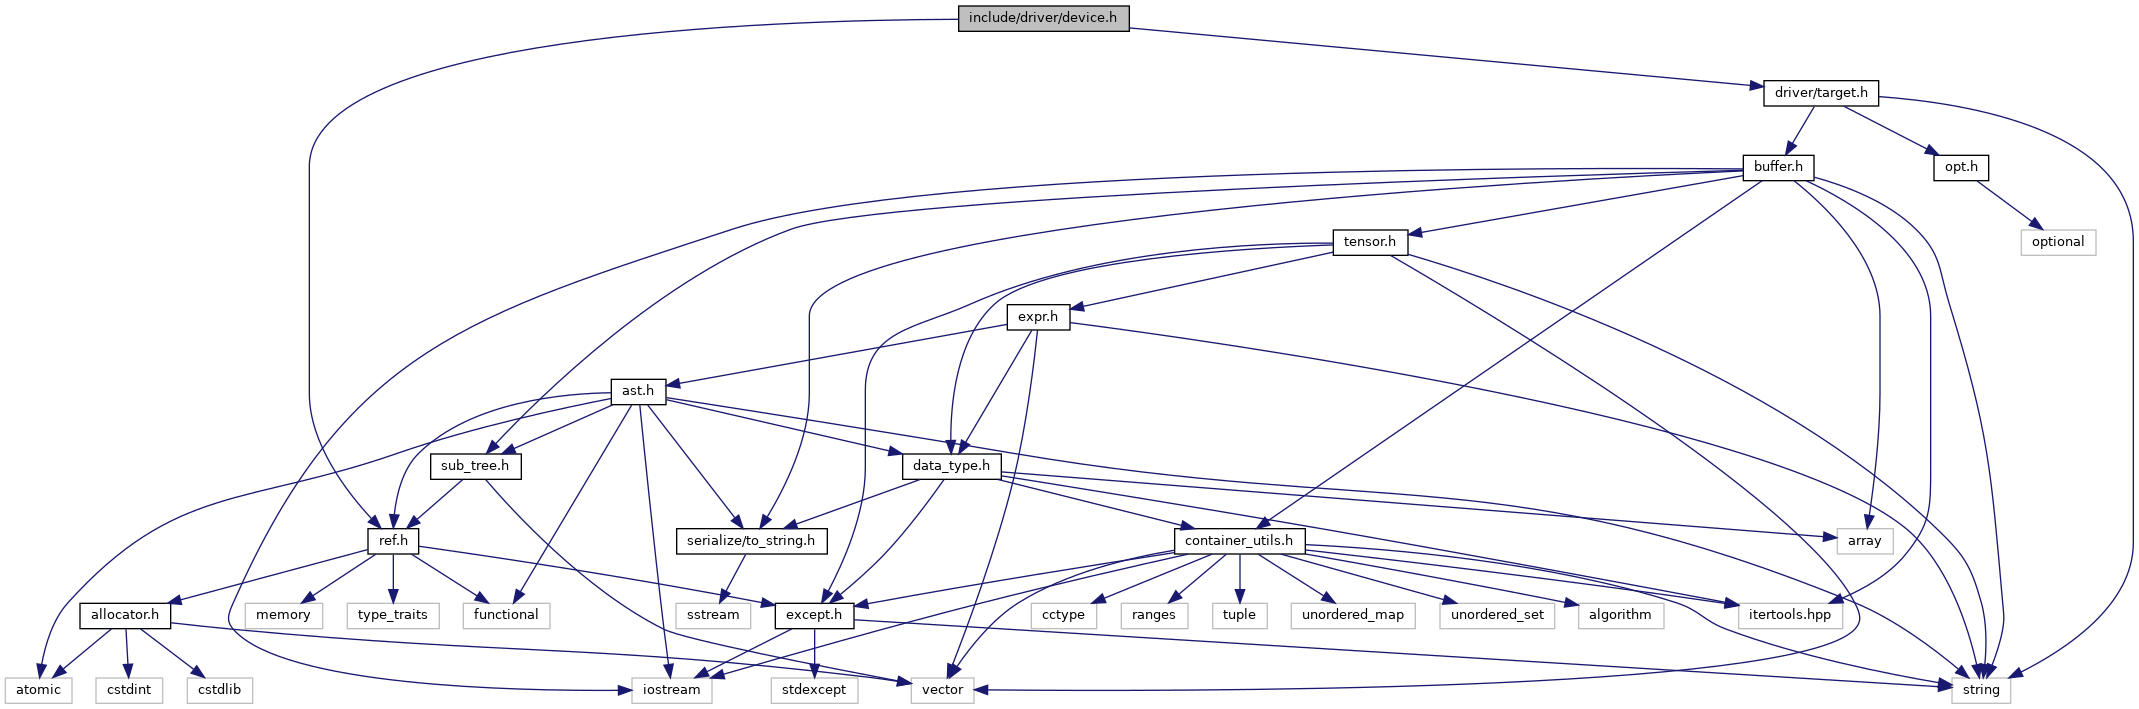 include/driver/device.h
driver/target.h
buffer.h
opt.h
tensor.h
optional
expr.h
ast.h
sub_tree.h
data_type.h
ref.h
serialize/to_string.h
container_utils.h
array
allocator.h
memory
type_traits
functional
sstream
except.h
cctype
ranges
tuple
unordered_map
unordered_set
algorithm
itertools.hpp
atomic
cstdint
cstdlib
iostream
stdexcept
vector
string